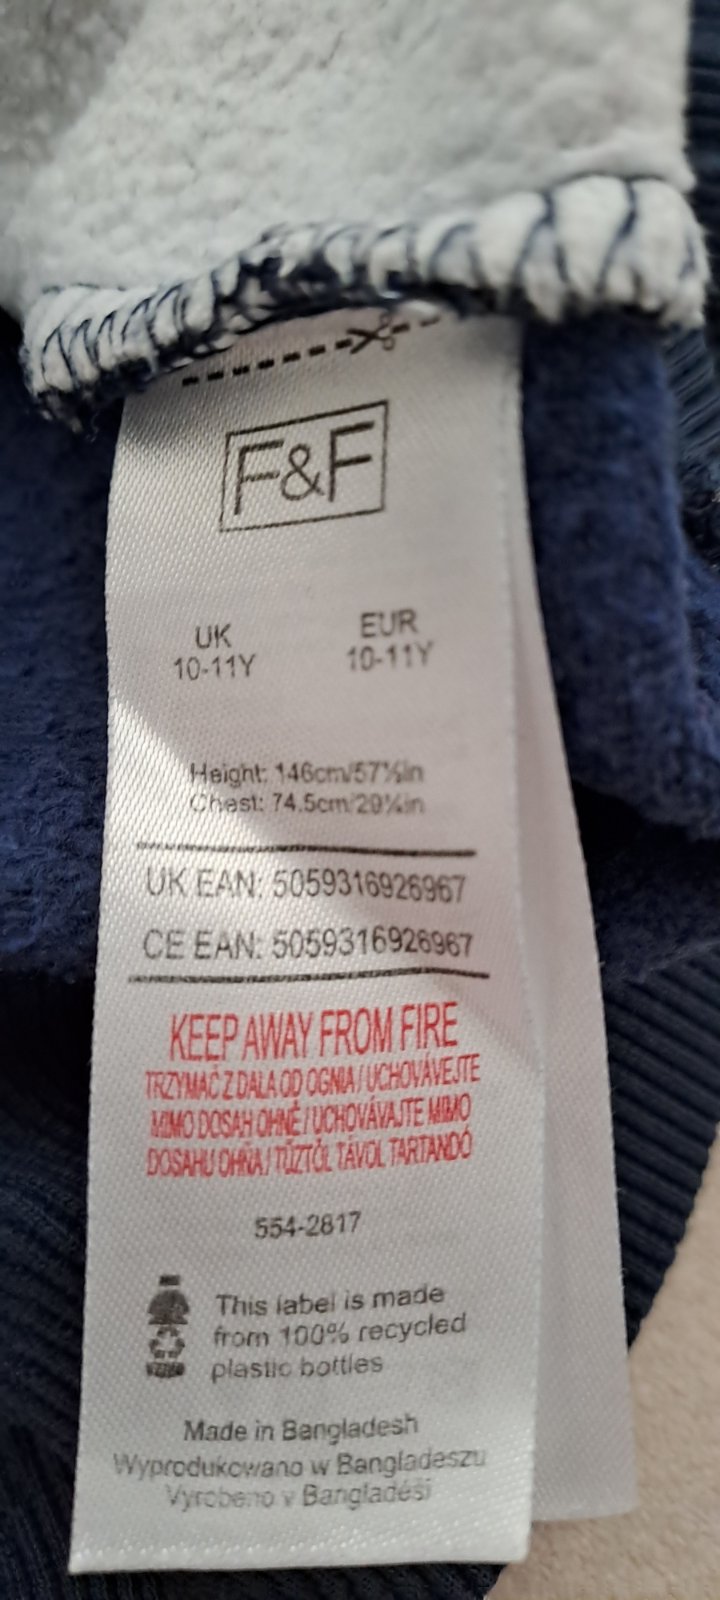 F&F
UK
10-11Y
EUR
10-11Y
Height: 146cm/57½in
Chest: 74.5cm/29¼in
UK EAN: 5059316926967
CE EAN: 5059316926967
KEEP AWAY FROM FIRE
TRZYMAĆ Z DALA OD OGNIA / UCHOVÁVEJTE
MIMO DOSAH OHNĚ / UCHOVÁVAJTE MIMO
DOSAHU OHŇA / TŰZTŐL TÁVOL TARTANDÓ
554-2817
This label is made
from 100% recycled
plastic bottles
Made in Bangladesh
Wyprodukowano w Bangladeszu
Vyrobeno v Bangladéši